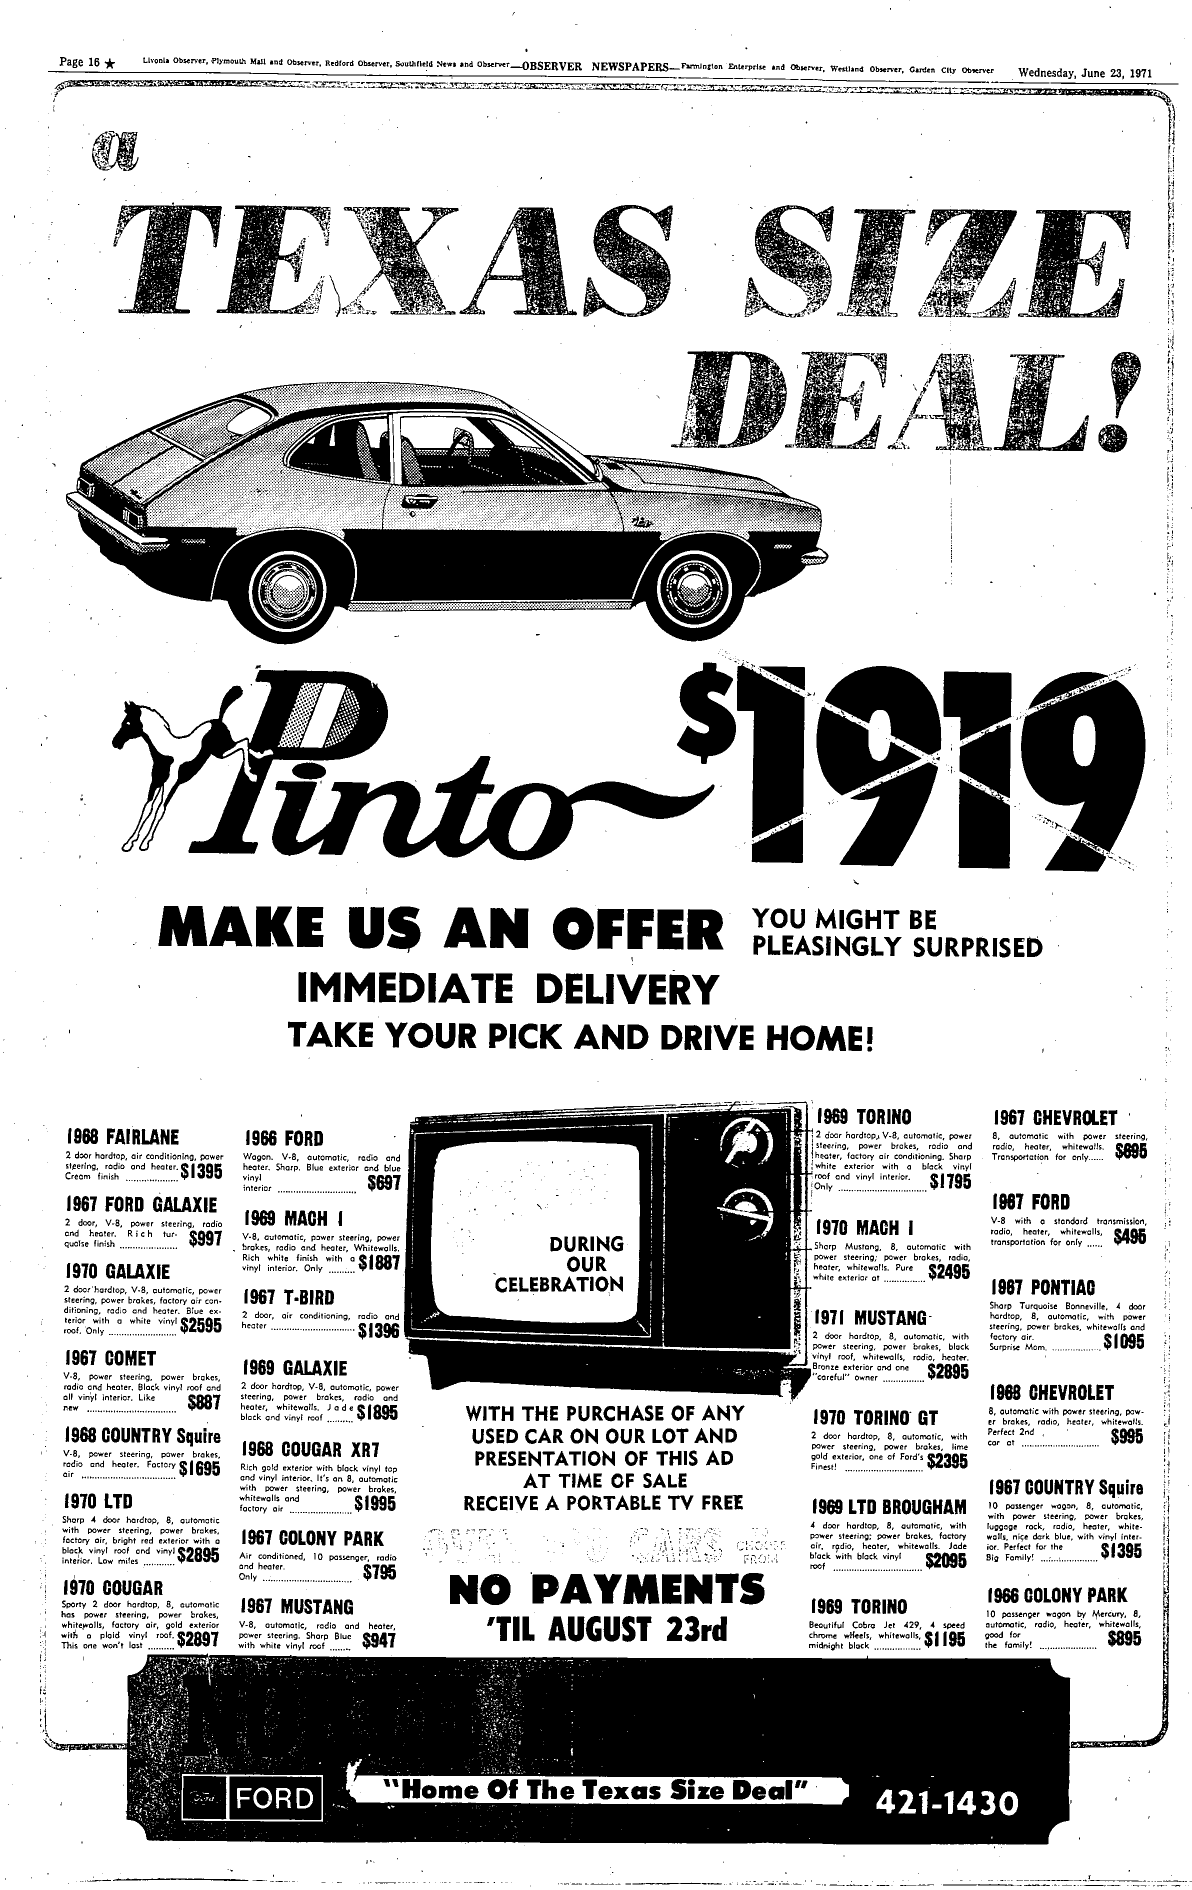 Page 16 ★ Livonia Observer, Plymouth Mail and Observer, Redford Observer, Southfield News and Observer—OBSERVER NEWSPAPERS—Farmington Enterprise and Observer, Westland Observer, Garden City Observer Wednesday, June 23, 1971
a
TEXAS SIZE
DEAL!
Pinto $1919
MAKE US AN OFFER YOU MIGHT BE
PLEASINGLY SURPRISED
IMMEDIATE DELIVERY
TAKE YOUR PICK AND DRIVE HOME!
1968 FAIRLANE
2 door hardtop, air conditioning, power
steering, radio and heater.
Cream finish .................. $1395
1967 FORD GALAXIE
2 door, V-8, power steering, radio
and heater. Rich tur-
quoise finish .................. $997
1970 GALAXIE
2 door hardtop, V-8, automatic, power
steering, power brakes, factory air con-
ditioning, radio and heater. Blue ex-
terior with a white vinyl
roof. Only .................. $2595
1967 COMET
V-8, power steering, power brakes,
radio and heater. Black vinyl roof and
all vinyl interior. Like
new .................. $887
1968 COUNTRY Squire
V-8, power steering, power brakes,
radio and heater. Factory
air .................. $1695
1970 LTD
Sharp 4 door hardtop, 8, automatic
with power steering, power brakes,
factory air, bright red exterior with a
black vinyl roof and vinyl
interior. Low miles .......... $2895
1970 COUGAR
Sporty 2 door hardtop, 8, automatic
has power steering, power brakes,
whitewalls, factory air, gold exterior
with a plaid vinyl roof.
This one won't last ........ $2897
1966 FORD
Wagon. V-8, automatic, radio and
heater. Sharp. Blue exterior and blue
vinyl
interior .................. $697
1969 MACH I
V-8, automatic, power steering, power
brakes, radio and heater, Whitewalls.
Rich white finish with a
vinyl interior. Only ......... $1887
1967 T-BIRD
2 door, air conditioning, radio and
heater .................. $1396
1969 GALAXIE
2 door hardtop, V-8, automatic, power
steering, power brakes, radio and
heater, whitewalls. Jade
black and vinyl roof ......... $1895
1968 COUGAR XR7
Rich gold exterior with black vinyl top
and vinyl interior. It's an 8, automatic
with power steering, power brakes,
whitewalls and
factory air .................. $1995
1967 COLONY PARK
Air conditioned, 10 passenger, radio
and heater.
Only .................. $795
1967 MUSTANG
V-8, automatic, radio and heater,
power steering. Sharp Blue
with white vinyl roof ....... $947
DURING
OUR
CELEBRATION
WITH THE PURCHASE OF ANY
USED CAR ON OUR LOT AND
PRESENTATION OF THIS AD
AT TIME OF SALE
RECEIVE A PORTABLE TV FREE
CARS CHOOSE
FROM
NO PAYMENTS
'TIL AUGUST 23rd
1969 TORINO
2 door hardtop, V-8, automatic, power
steering, power brakes, radio and
heater, factory air conditioning. Sharp
white exterior with a black vinyl
roof and vinyl interior.
Only .................. $1795
1970 MACH I
Sharp Mustang, 8, automatic with
power steering; power brakes, radio,
heater, whitewalls. Pure
white exterior at .............. $2495
1971 MUSTANG
2 door hardtop, 8, automatic, with
power steering, power brakes, black
vinyl roof, whitewalls, radio, heater.
Bronze exterior and one
"careful" owner .............. $2895
1970 TORINO GT
2 door hardtop, 8, automatic, with
power steering, power brakes, lime
gold exterior, one of Ford's
Finest! .................. $2395
1969 LTD BROUGHAM
4 door hardtop, 8, automatic, with
power steering; power brakes, factory
air, radio, heater, whitewalls. Jade
black with black vinyl
roof .................. $2095
1969 TORINO
Beautiful Cobra Jet 429, 4 speed
chrome wheels, whitewalls,
midnight black .............. $1195
1967 CHEVROLET
8, automatic with power steering,
radio, heater, whitewalls.
Transportation for only...... $695
1967 FORD
V-8 with a standard transmission,
radio, heater, whitewalls,
transportation for only ...... $495
1967 PONTIAC
Sharp Turquoise Bonneville, 4 door
hardtop, 8, automatic, with power
steering, power brakes, whitewalls and
factory air.
Surprise Mom. .............. $1095
1968 CHEVROLET
8, automatic with power steering, pow-
er brakes, radio, heater, whitewalls.
Perfect 2nd
car at .................. $995
1967 COUNTRY Squire
10 passenger wagon, 8, automatic,
with power steering, power brakes,
luggage rack, radio, heater, white-
walls, nice dark blue, with vinyl inter-
ior. Perfect for the
Big Family! .............. $1395
1966 COLONY PARK
10 passenger wagon by Mercury, 8,
automatic, radio, heater, whitewalls,
good for
the family! .................. $895
Ford FORD "Home Of The Texas Size Deal" 421-1430